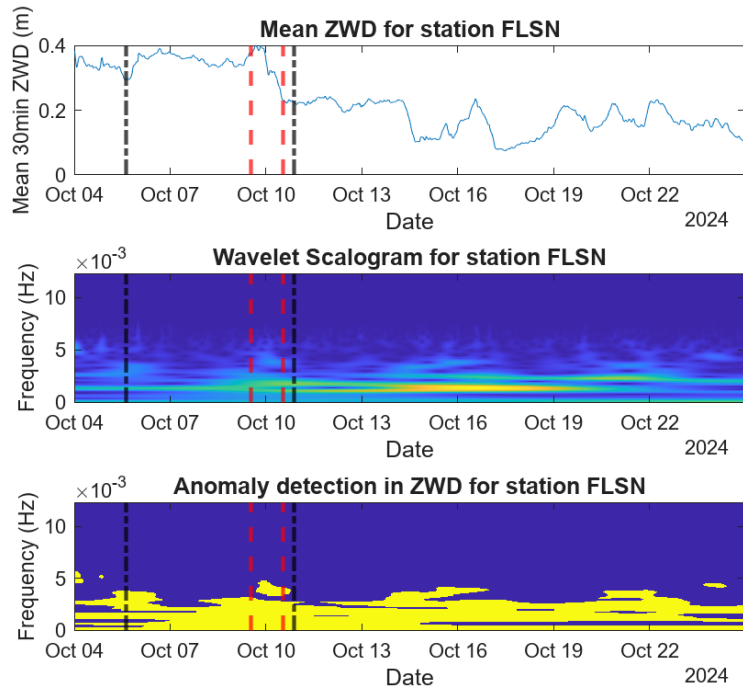 Mean ZWD for station FLSN
Mean 30min ZWD (m)
0.4
0.2
0
Oct 04 Oct 07 Oct 10 Oct 13 Oct 16 Oct 19 Oct 22
Date
2024
Wavelet Scalogram for station FLSN
×10⁻³
Frequency (Hz)
10
5
0
Oct 04 Oct 07 Oct 10 Oct 13 Oct 16 Oct 19 Oct 22
Date
2024
Anomaly detection in ZWD for station FLSN
×10⁻³
Frequency (Hz)
10
5
0
Oct 04 Oct 07 Oct 10 Oct 13 Oct 16 Oct 19 Oct 22
Date
2024